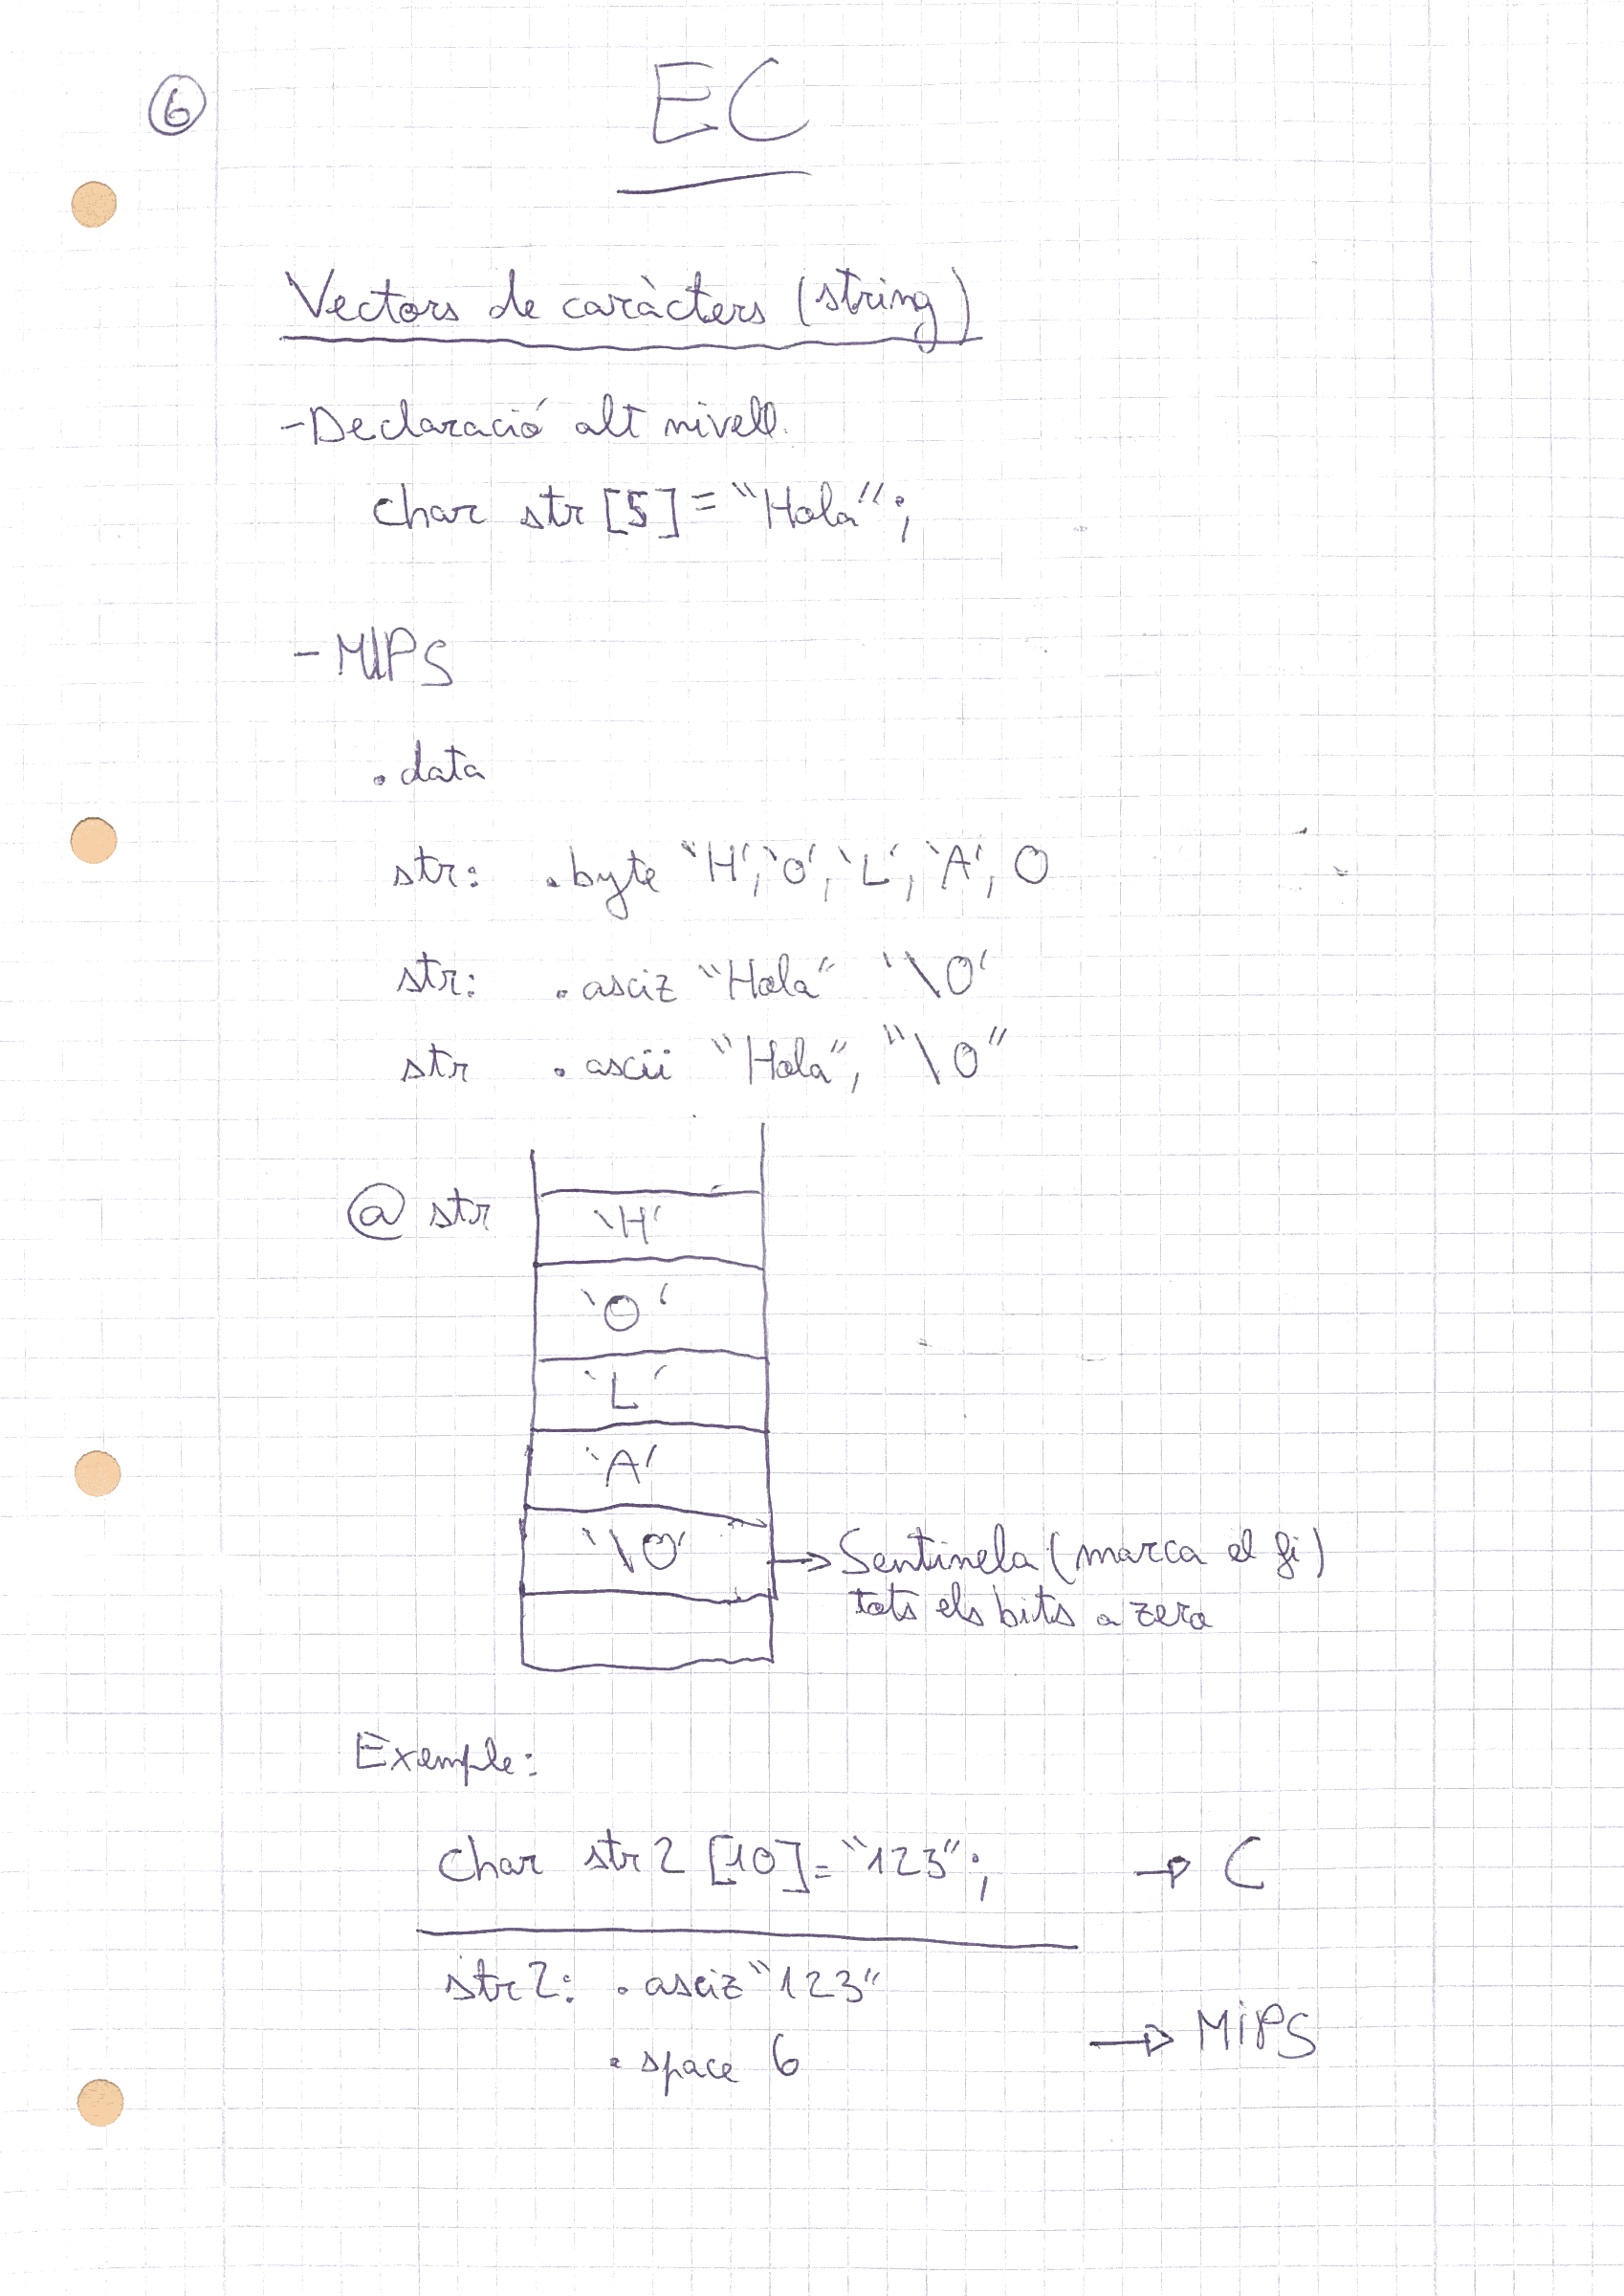 6
EC
Vectors de caràcters (string)
-Declaració alt nivell.
char str [5] = "Hola";
- MIPS
.data
str: .byte 'H', 'O', 'L', 'A', 0
str: .asciz "Hola" '\0'
str .ascii "Hola", "\0"
@ str
'H'
'O'
'L'
'A'
'\0' → Sentinela (marca el fi)
tots els bits a zero
Exemple:
char str2 [10] = "123"; → C
str2: .asciz "123"
.space 6 → MiPS